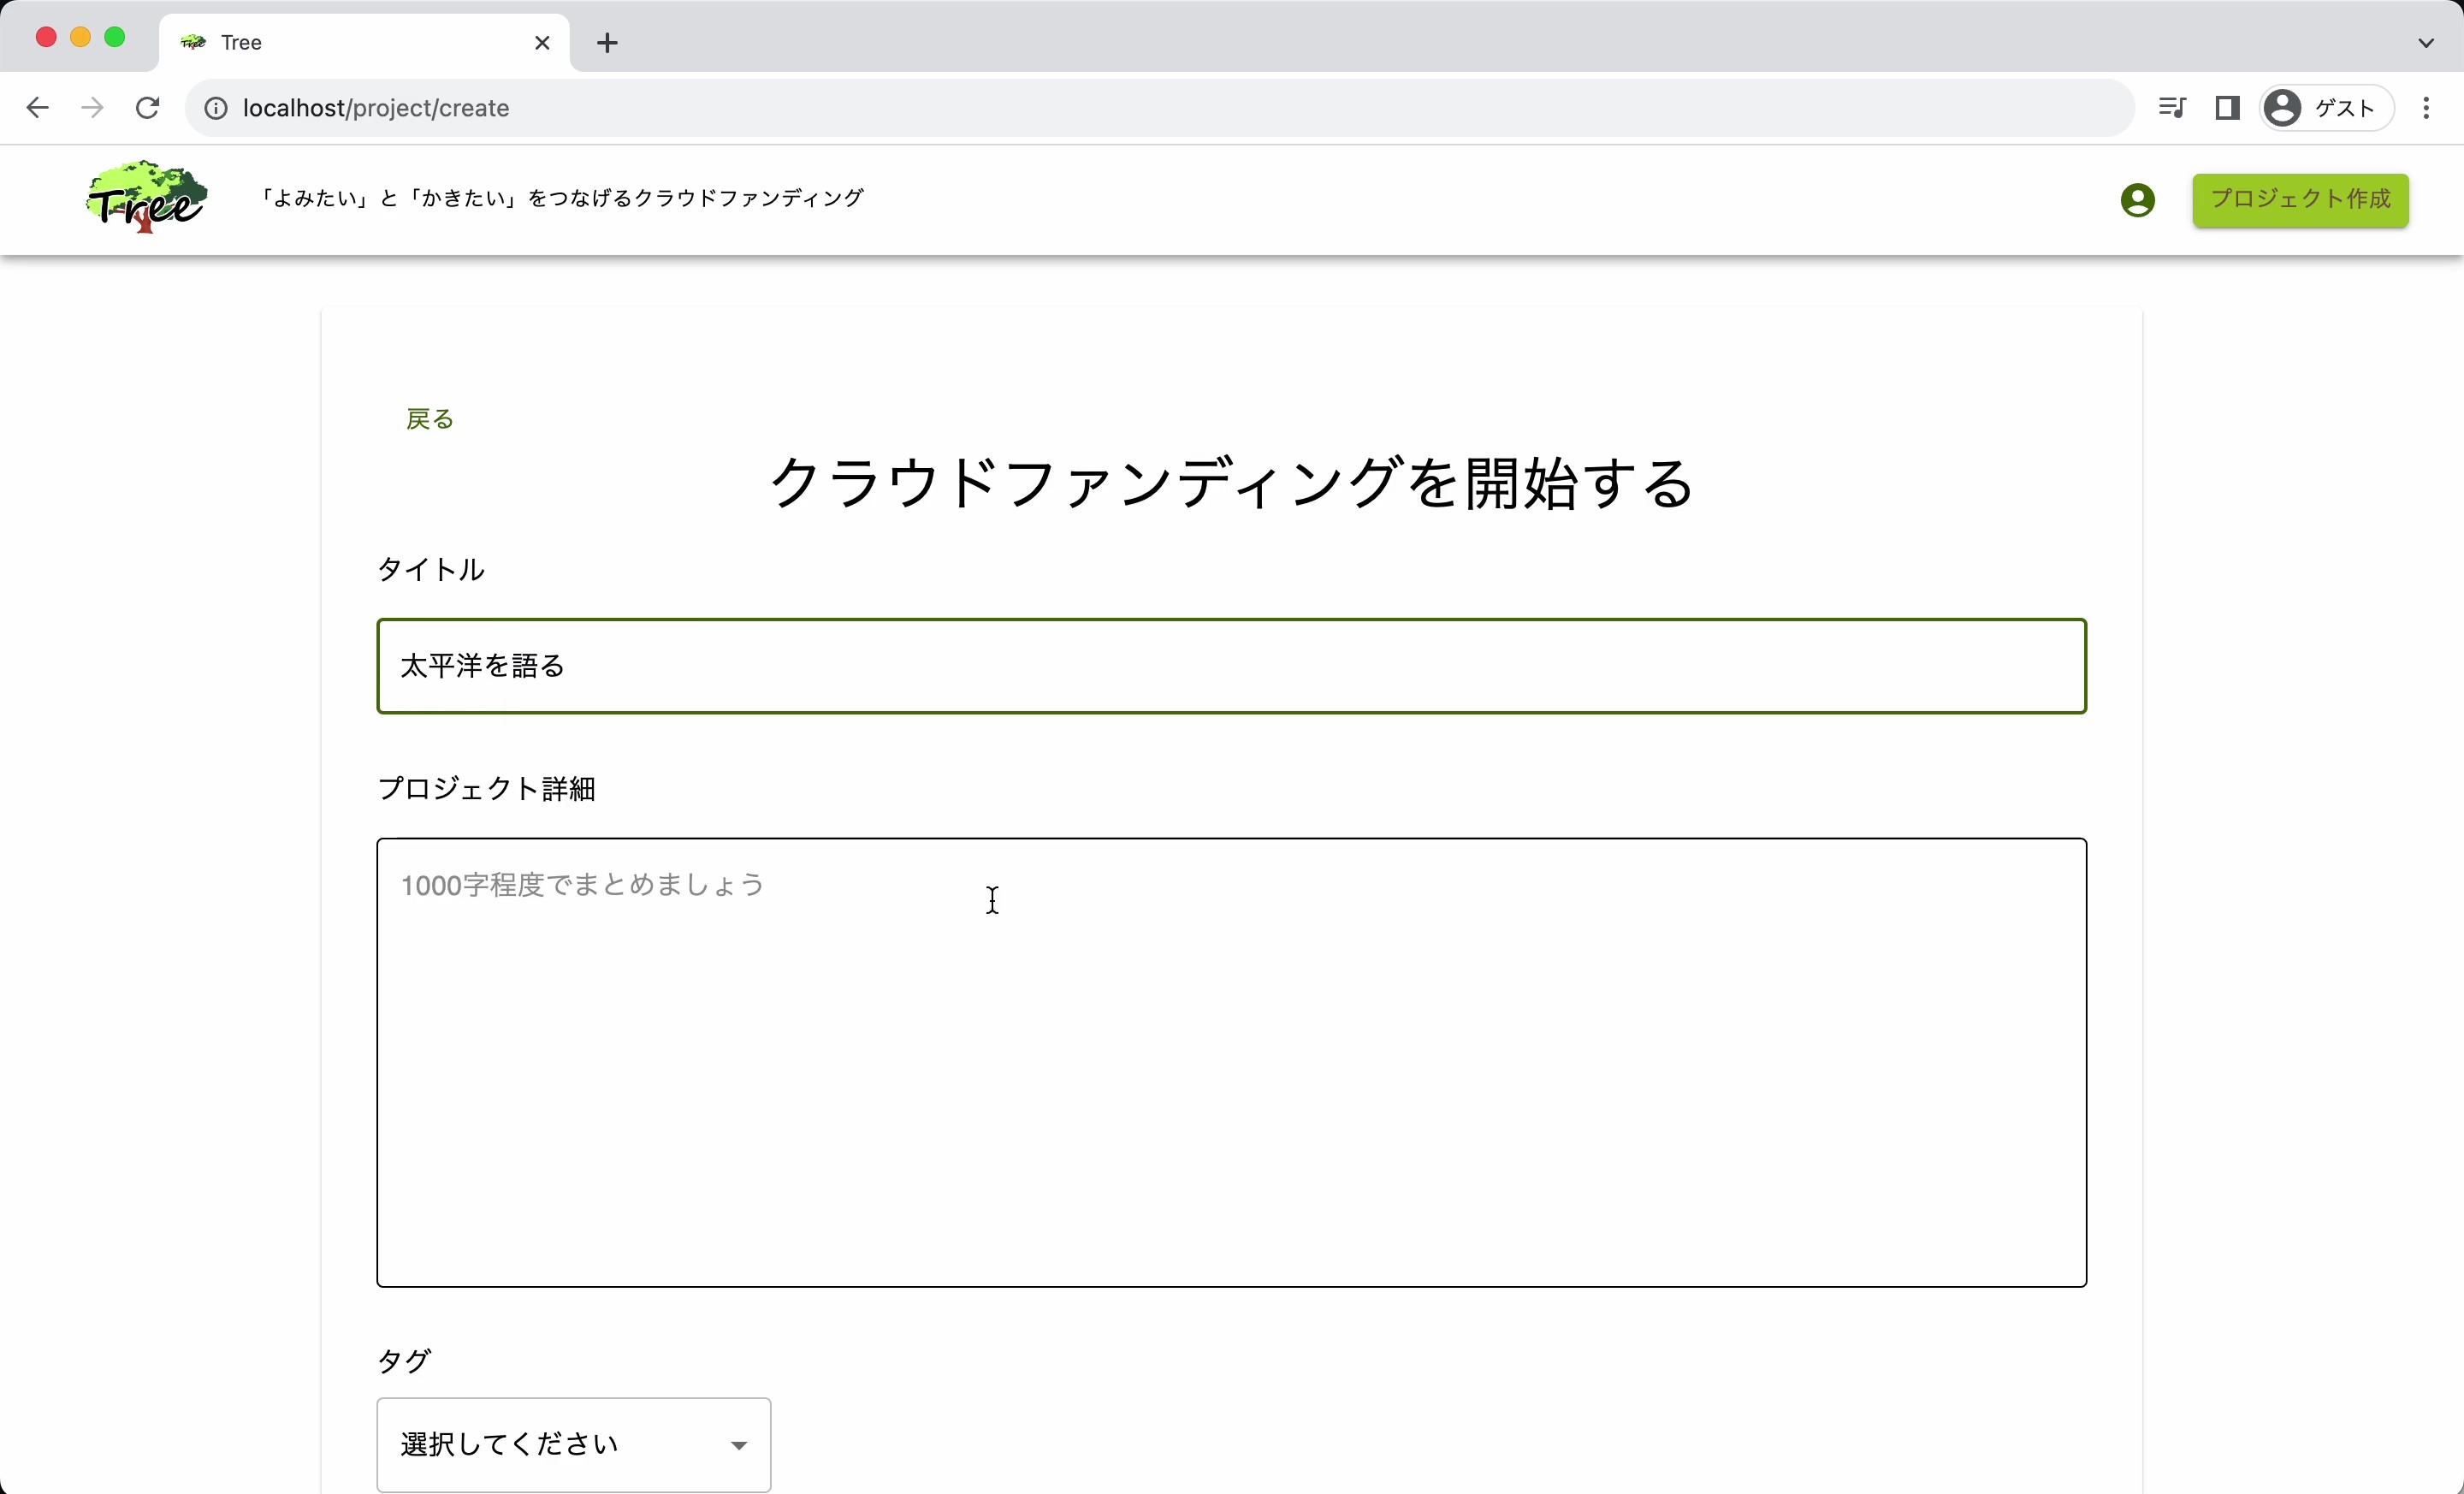 Tree
Tree
localhost/project/create
ゲスト
Tree
「よみたい」と「かきたい」をつなげるクラウドファンディング
プロジェクト作成
戻る
クラウドファンディングを開始する
タイトル
太平洋を語る
プロジェクト詳細
1000字程度でまとめましょう
タグ
選択してください